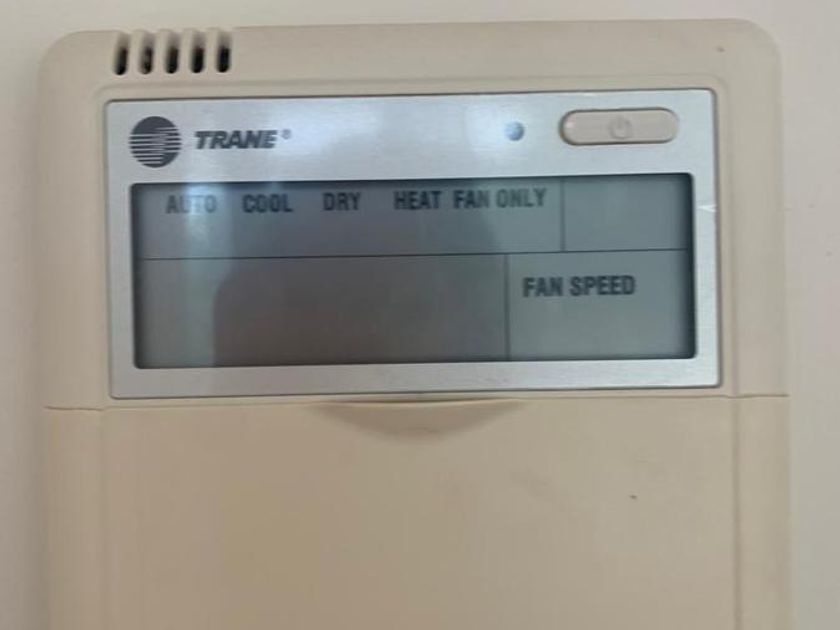 TRANE®
AUTO COOL DRY HEAT FAN ONLY
FAN SPEED